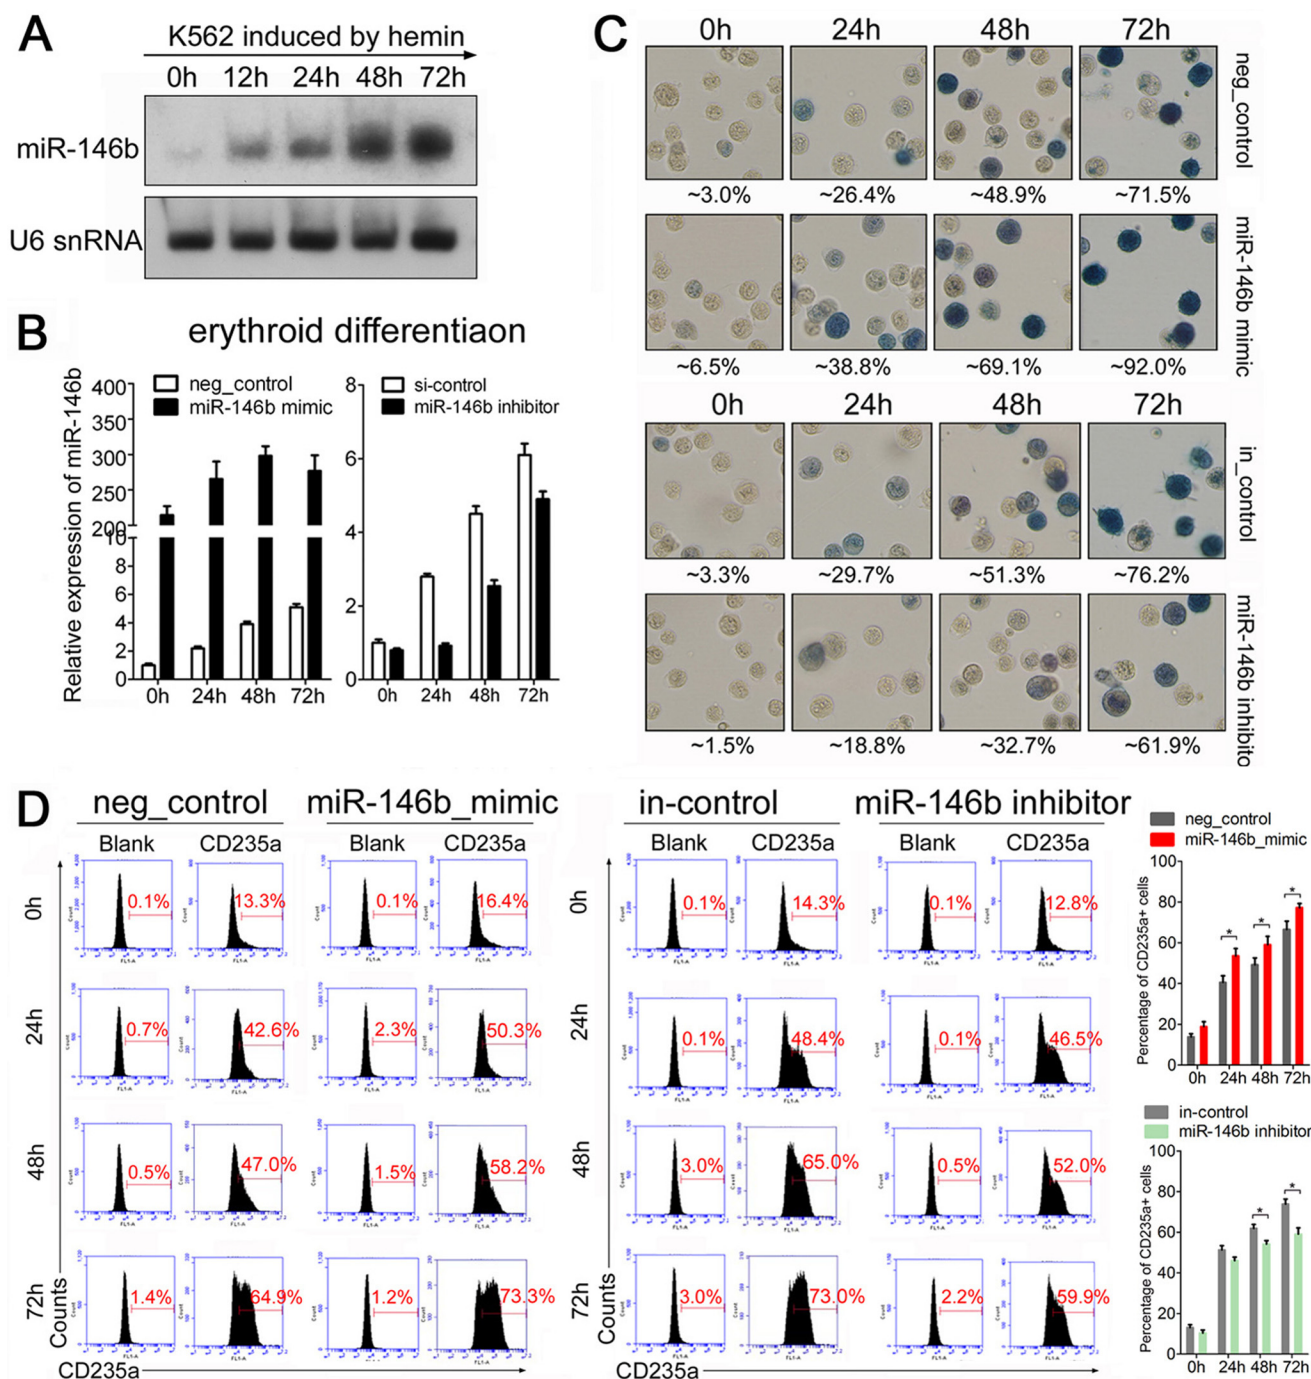 A
K562 induced by hemin
0h 12h 24h 48h 72h
miR-146b
U6 snRNA
B
erythroid differentiaon
Relative expression of miR-146b
neg_control
miR-146b mimic
400
350
300
250
200
10
8
6
4
2
0
0h 24h 48h 72h
si-control
miR-146b inhibitor
8
6
4
2
0
0h 24h 48h 72h
C
0h 24h 48h 72h
neg_control
~3.0% ~26.4% ~48.9% ~71.5%
miR-146b mimic
~6.5% ~38.8% ~69.1% ~92.0%
0h 24h 48h 72h
in_control
~3.3% ~29.7% ~51.3% ~76.2%
miR-146b inhibito
~1.5% ~18.8% ~32.7% ~61.9%
D
neg_control miR-146b_mimic
Blank CD235a Blank CD235a
0h
0.1% 13.3% 0.1% 16.4%
24h
0.7% 42.6% 2.3% 50.3%
48h
0.5% 47.0% 1.5% 58.2%
72h
1.4% 64.9% 1.2% 73.3%
Counts
CD235a
in-control miR-146b inhibitor
Blank CD235a Blank CD235a
0h
0.1% 14.3% 0.1% 12.8%
24h
0.1% 48.4% 0.1% 46.5%
48h
3.0% 65.0% 0.5% 52.0%
72h
3.0% 73.0% 2.2% 59.9%
Counts
CD235a
neg_control
miR-146b_mimic
Percentage of CD235a+ cells
100
80
60
40
20
0
* * *
0h 24h 48h 72h
in-control
miR-146b inhibitor
Percentage of CD235a+ cells
100
80
60
40
20
0
* *
0h 24h 48h 72h